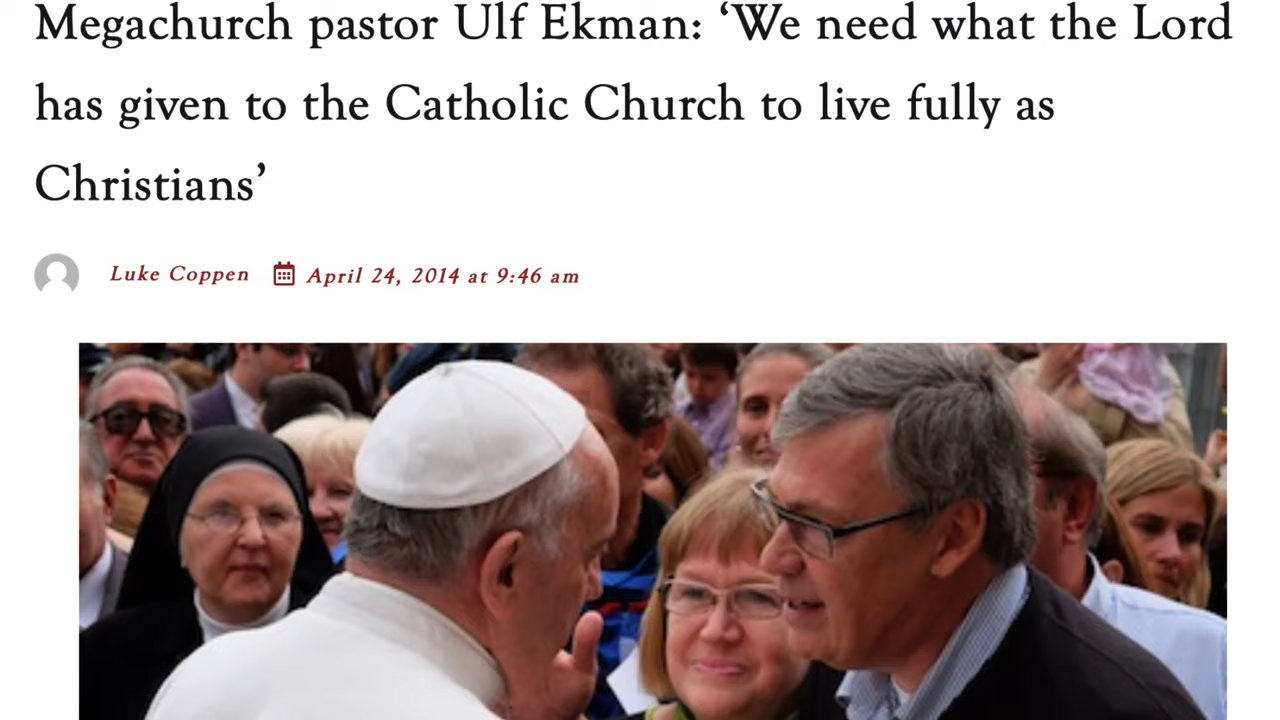 Megachurch pastor Ulf Ekman: ‘We need what the Lord
has given to the Catholic Church to live fully as
Christians’
Luke Coppen April 24, 2014 at 9:46 am